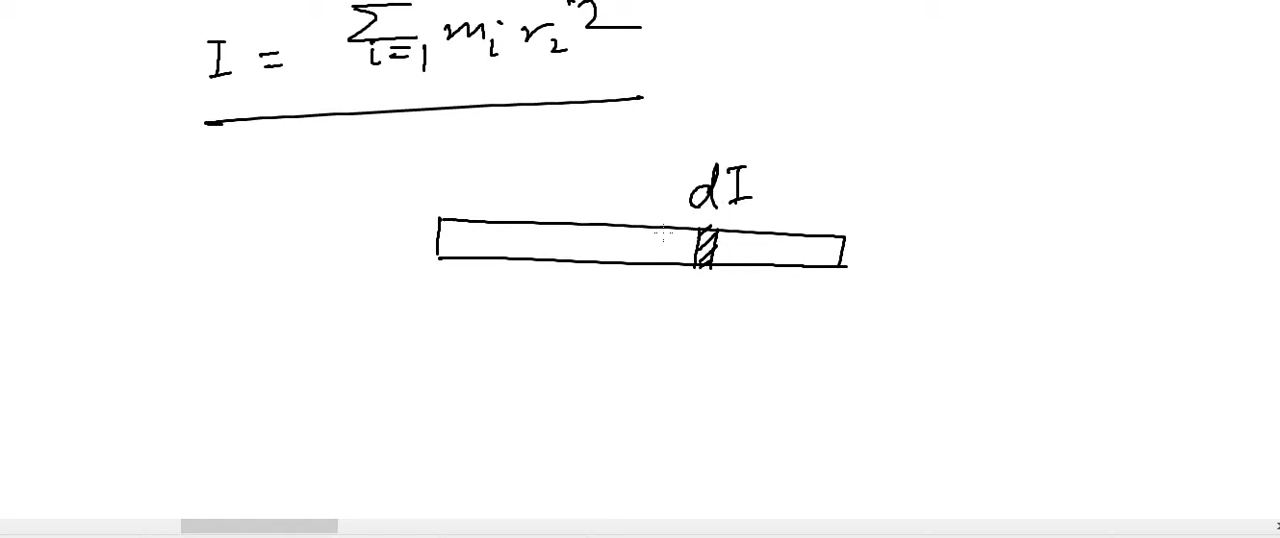 I = Σ i=1 mᵢ r₂²
dI